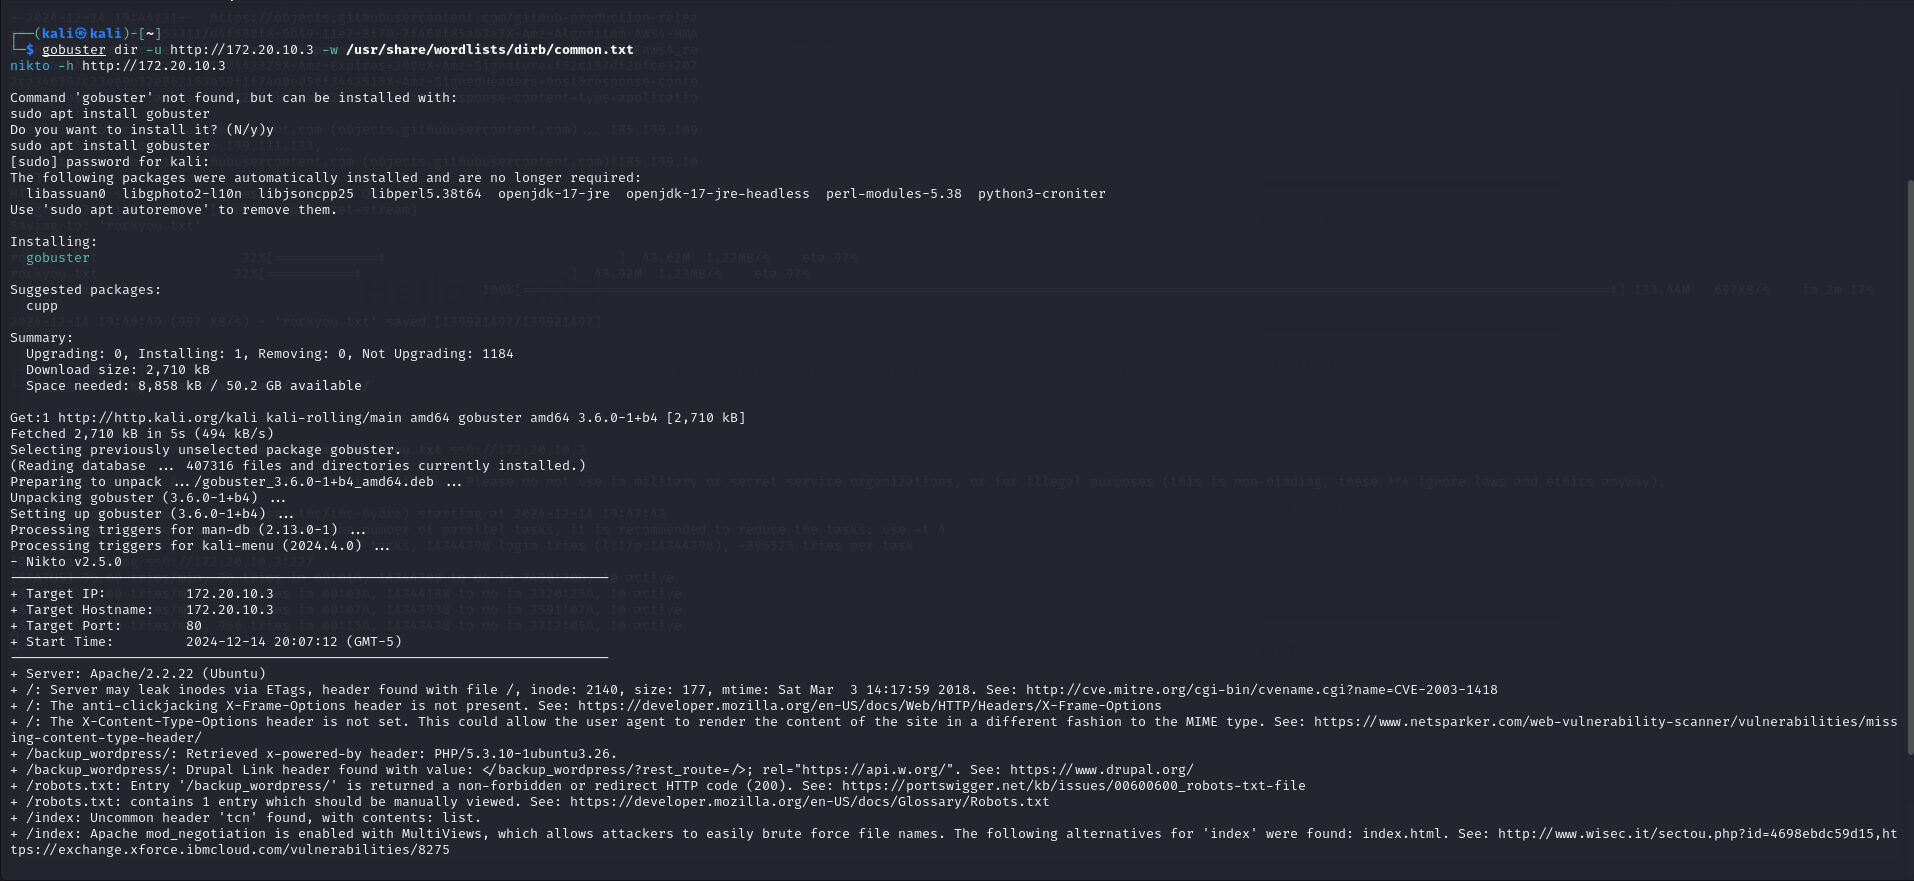 ┌──(kali㉿kali)-[~]
└─$ gobuster dir -u http://172.20.10.3 -w /usr/share/wordlists/dirb/common.txt
nikto -h http://172.20.10.3
Command 'gobuster' not found, but can be installed with:
sudo apt install gobuster
Do you want to install it? (N/y)y
sudo apt install gobuster
[sudo] password for kali:
The following packages were automatically installed and are no longer required:
libassuan0 libgphoto2-l10n libjsoncpp25 libperl5.38t64 openjdk-17-jre openjdk-17-jre-headless perl-modules-5.38 python3-croniter
Use 'sudo apt autoremove' to remove them.
Installing:
gobuster
Suggested packages:
cupp
Summary:
Upgrading: 0, Installing: 1, Removing: 0, Not Upgrading: 1184
Download size: 2,710 kB
Space needed: 8,858 kB / 50.2 GB available
Get:1 http://http.kali.org/kali kali-rolling/main amd64 gobuster amd64 3.6.0-1+b4 [2,710 kB]
Fetched 2,710 kB in 5s (494 kB/s)
Selecting previously unselected package gobuster.
(Reading database ... 407316 files and directories currently installed.)
Preparing to unpack .../gobuster_3.6.0-1+b4_amd64.deb ...
Unpacking gobuster (3.6.0-1+b4) ...
Setting up gobuster (3.6.0-1+b4) ...
Processing triggers for man-db (2.13.0-1) ...
Processing triggers for kali-menu (2024.4.0) ...
- Nikto v2.5.0
+ Target IP: 172.20.10.3
+ Target Hostname: 172.20.10.3
+ Target Port: 80
+ Start Time: 2024-12-14 20:07:12 (GMT-5)
+ Server: Apache/2.2.22 (Ubuntu)
+ /: Server may leak inodes via ETags, header found with file /, inode: 2140, size: 177, mtime: Sat Mar 3 14:17:59 2018. See: http://cve.mitre.org/cgi-bin/cvename.cgi?name=CVE-2003-1418
+ /: The anti-clickjacking X-Frame-Options header is not present. See: https://developer.mozilla.org/en-US/docs/Web/HTTP/Headers/X-Frame-Options
+ /: The X-Content-Type-Options header is not set. This could allow the user agent to render the content of the site in a different fashion to the MIME type. See: https://www.netsparker.com/web-vulnerability-scanner/vulnerabilities/miss
ing-content-type-header/
+ /backup_wordpress/: Retrieved x-powered-by header: PHP/5.3.10-1ubuntu3.26.
+ /backup_wordpress/: Drupal Link header found with value: </backup_wordpress/?rest_route=/>; rel="https://api.w.org/". See: https://www.drupal.org/
+ /robots.txt: Entry '/backup_wordpress/' is returned a non-forbidden or redirect HTTP code (200). See: https://portswigger.net/kb/issues/00600600_robots-txt-file
+ /robots.txt: contains 1 entry which should be manually viewed. See: https://developer.mozilla.org/en-US/docs/Glossary/Robots.txt
+ /index: Uncommon header 'tcn' found, with contents: list.
+ /index: Apache mod_negotiation is enabled with MultiViews, which allows attackers to easily brute force file names. The following alternatives for 'index' were found: index.html. See: http://www.wisec.it/sectou.php?id=4698ebdc59d15,ht
tps://exchange.xforce.ibmcloud.com/vulnerabilities/8275